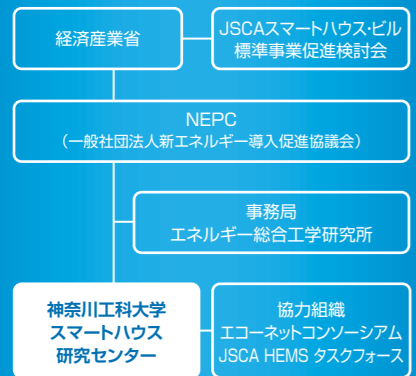 経済産業省
JSCAスマートハウス・ビル
標準事業促進検討会
NEPC
（一般社団法人新エネルギー導入促進協議会）
事務局
エネルギー総合工学研究所
神奈川工科大学
スマートハウス
研究センター
協力組織
エコーネットコンソーシアム
JSCA HEMS タスクフォース